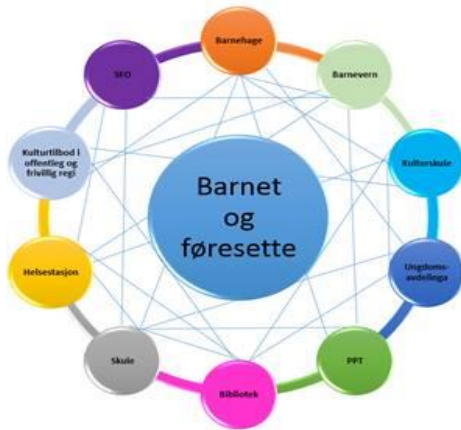 Barnehage
Barnevern
Kulturskule
Ungdoms-
avdelinga
PPT
Bibliotek
Skule
Helsestasjon
Kulturtilbod i
offentleg og
frivillig regi
SFO
Barnet
og
føresette